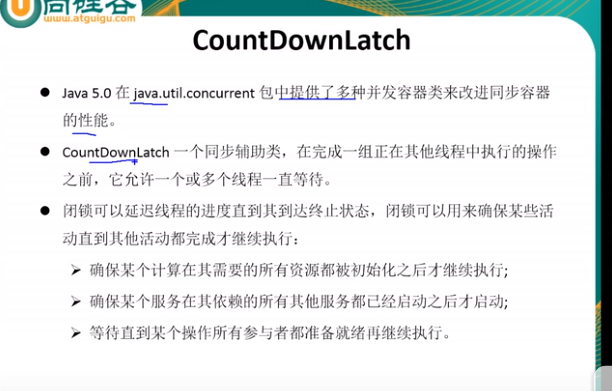 尚硅谷
www.atguigu.com
CountDownLatch
● Java 5.0 在 java.util.concurrent 包中提供了多种并发容器类来改进同步容器
的性能。
● CountDownLatch 一个同步辅助类，在完成一组正在其他线程中执行的操作
之前，它允许一个或多个线程一直等待。
● 闭锁可以延迟线程的进度直到其到达终止状态，闭锁可以用来确保某些活
动直到其他活动都完成才继续执行：
➢ 确保某个计算在其需要的所有资源都被初始化之后才继续执行;
➢ 确保某个服务在其依赖的所有其他服务都已经启动之后才启动;
➢ 等待直到某个操作所有参与者都准备就绪再继续执行。